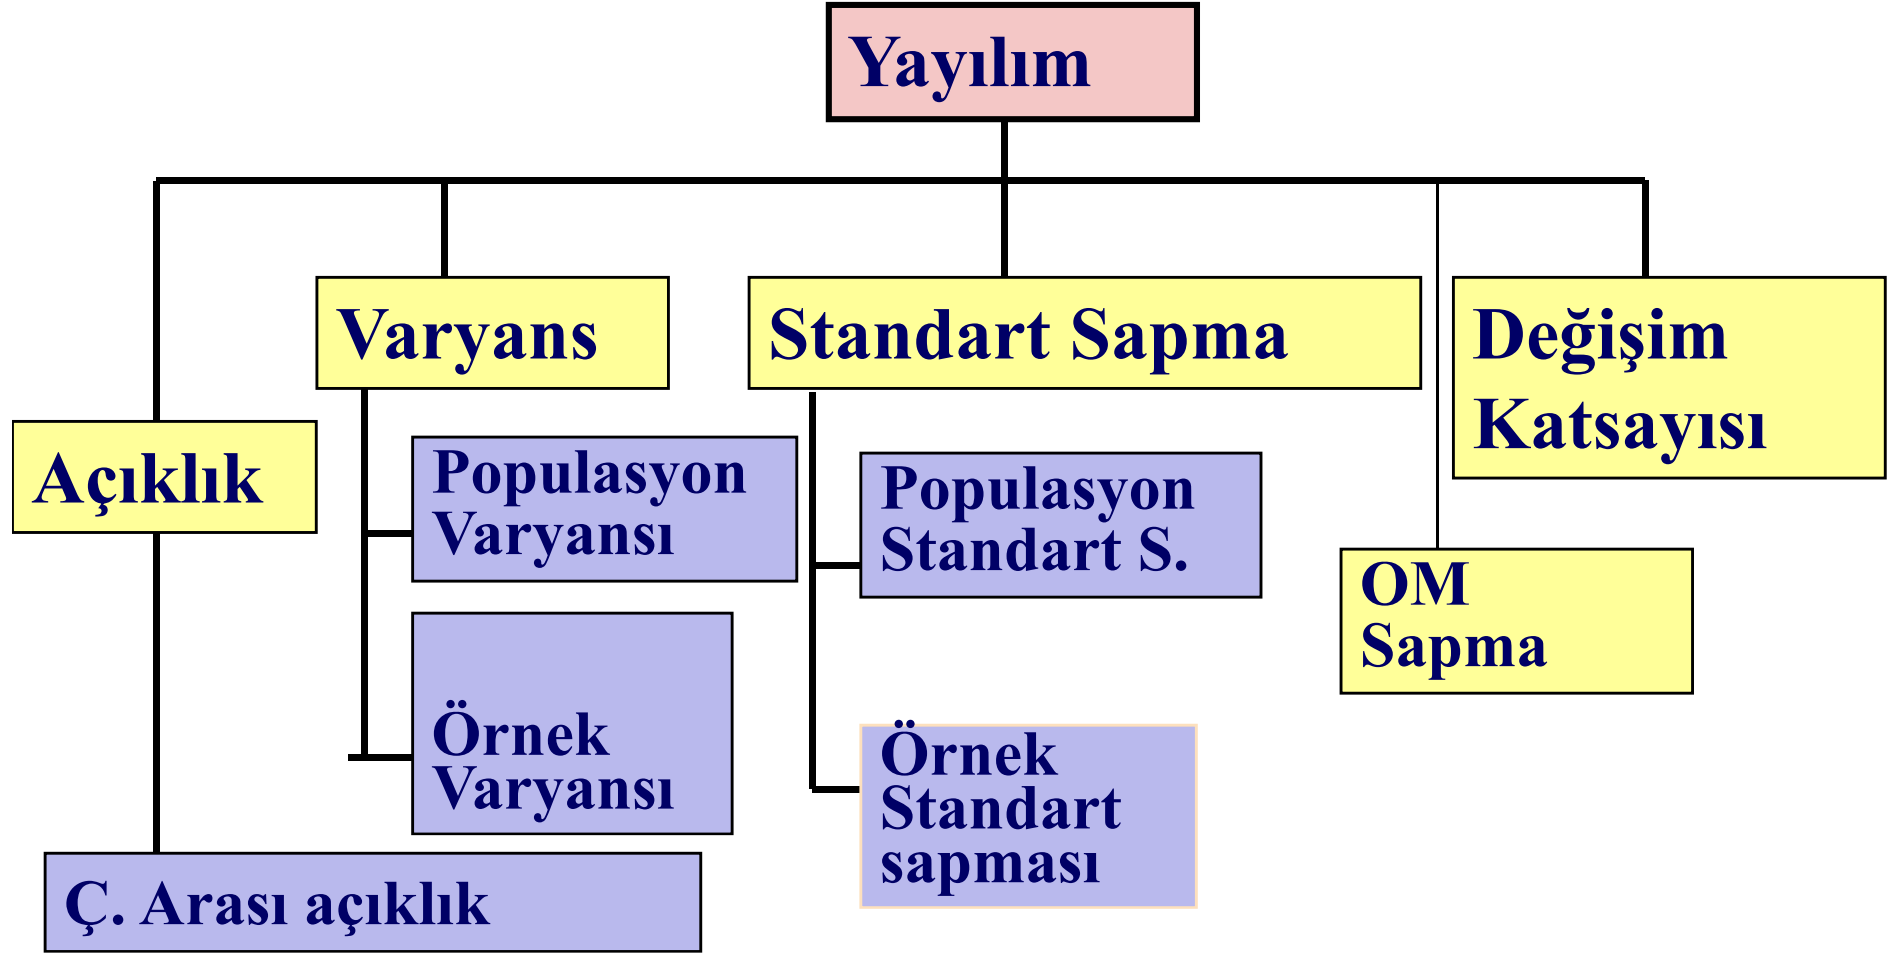 Yayılım
Varyans
Standart Sapma
Değişim
Katsayısı
Açıklık
Populasyon
Varyansı
Populasyon
Standart S.
OM
Sapma
Örnek
Varyansı
Örnek
Standart
sapması
Ç. Arası açıklık